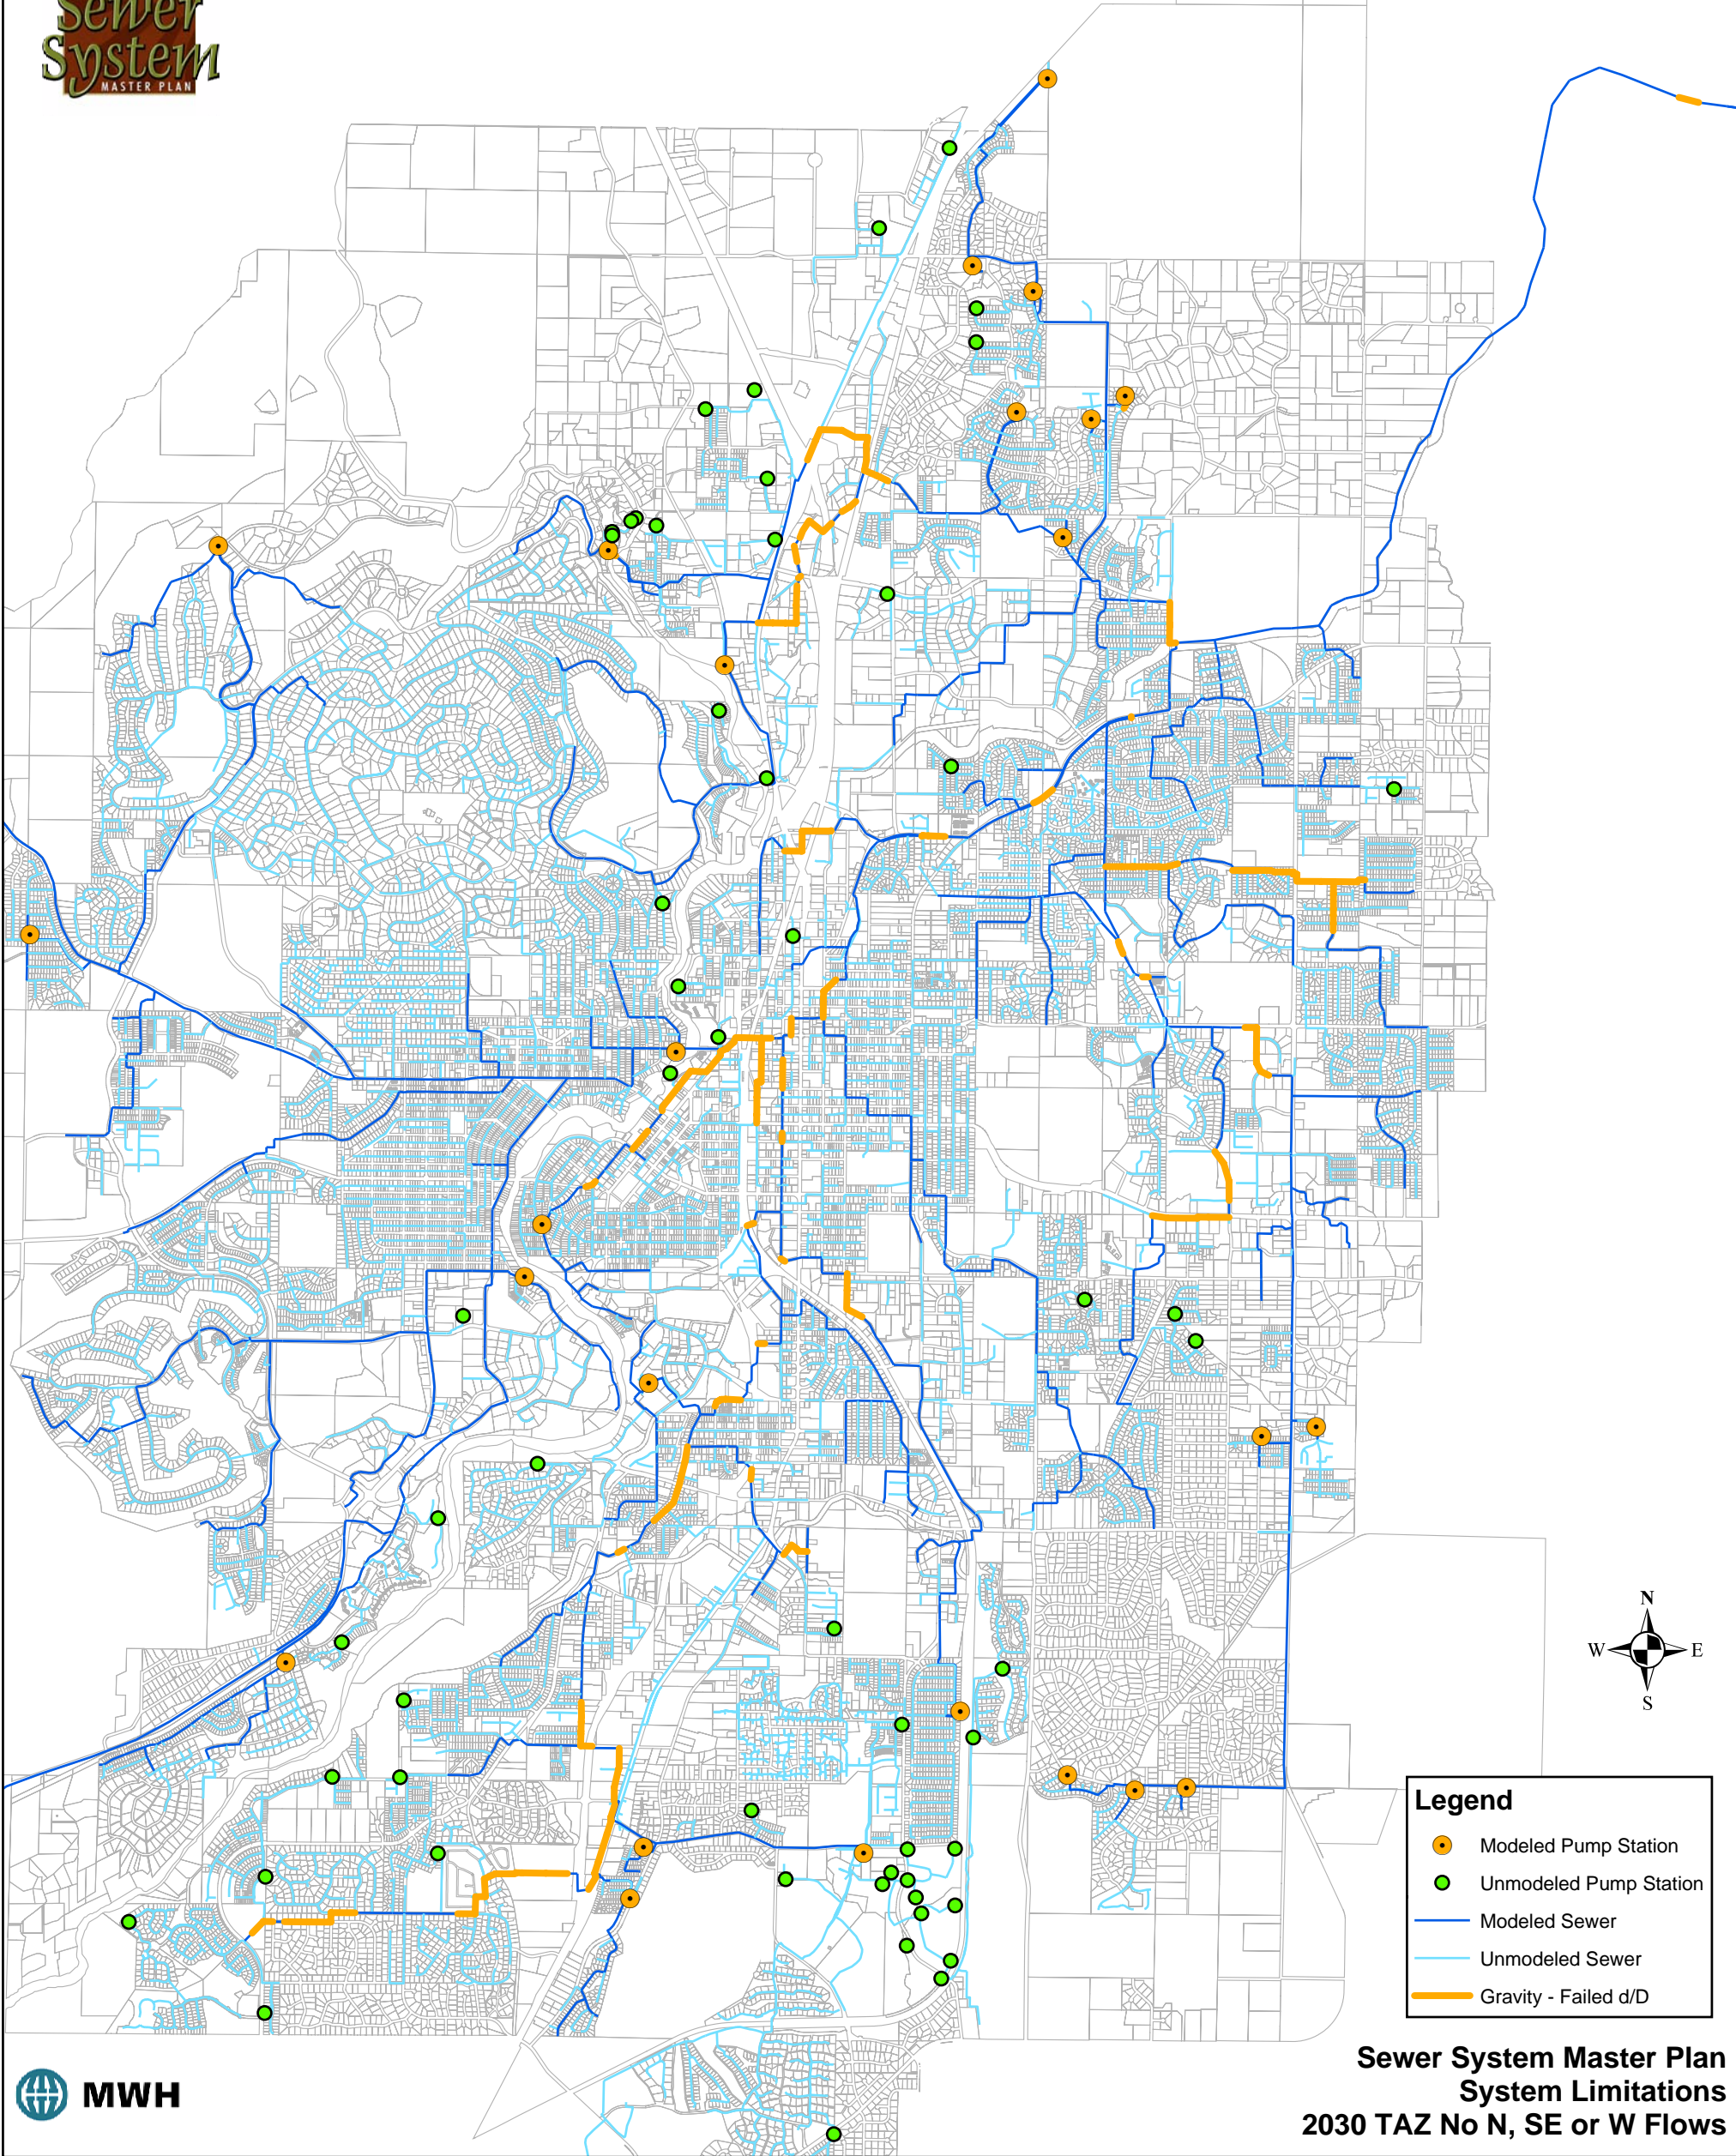 Sewer
System
MASTER PLAN
N
W E
S
Legend
Modeled Pump Station
Unmodeled Pump Station
Modeled Sewer
Unmodeled Sewer
Gravity - Failed d/D
MWH
Sewer System Master Plan
System Limitations
2030 TAZ No N, SE or W Flows